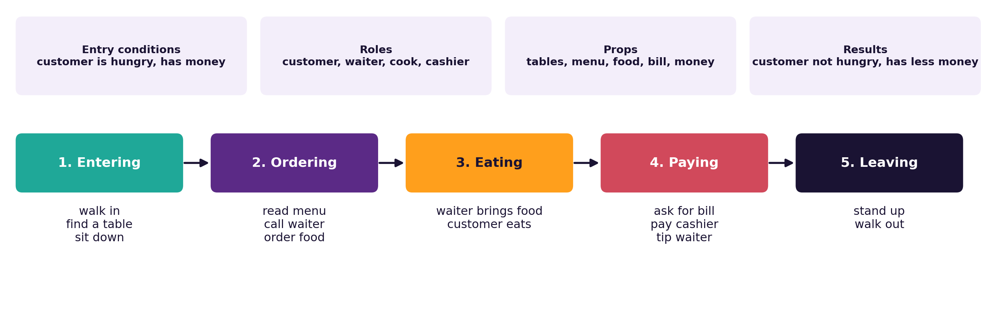 Entry conditions
customer is hungry, has money
Roles
customer, waiter, cook, cashier
Props
tables, menu, food, bill, money
Results
customer not hungry, has less money
1. Entering
2. Ordering
3. Eating
4. Paying
5. Leaving
walk in
find a table
sit down
read menu
call waiter
order food
waiter brings food
customer eats
ask for bill
pay cashier
tip waiter
stand up
walk out